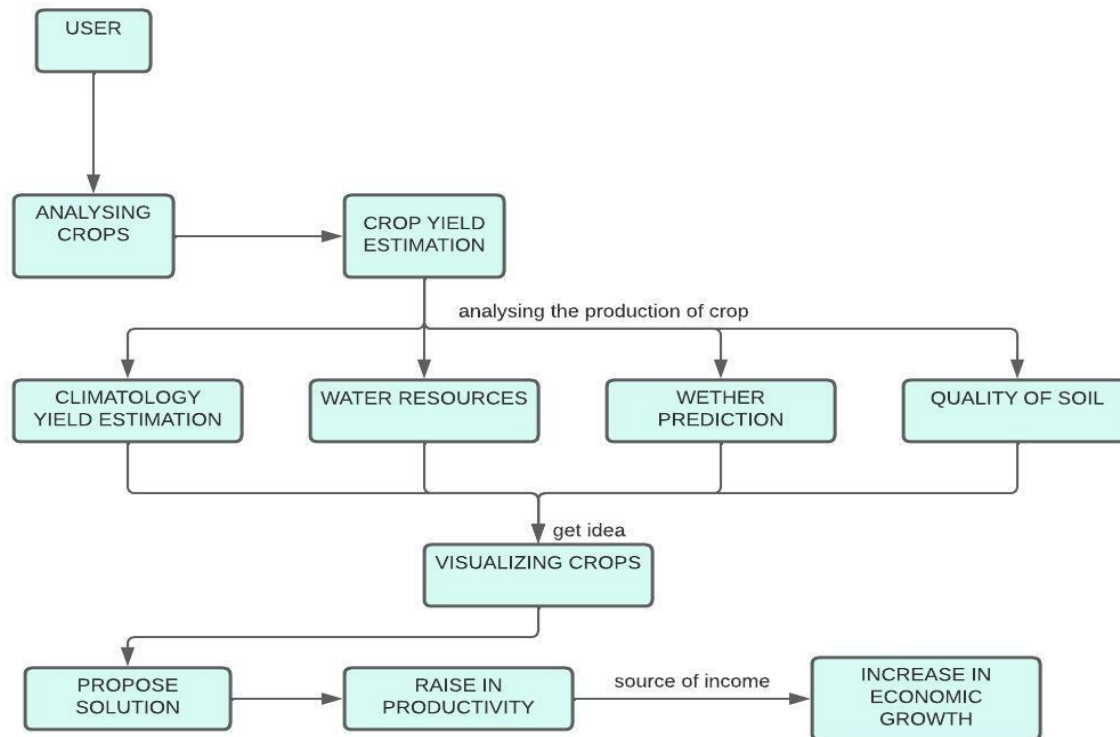 USER
ANALYSING
CROPS
CROP YIELD
ESTIMATION
analysing the production of crop
CLIMATOLOGY
YIELD ESTIMATION
WATER RESOURCES
WETHER
PREDICTION
QUALITY OF SOIL
get idea
VISUALIZING CROPS
PROPOSE
SOLUTION
RAISE IN
PRODUCTIVITY
source of income
INCREASE IN
ECONOMIC
GROWTH